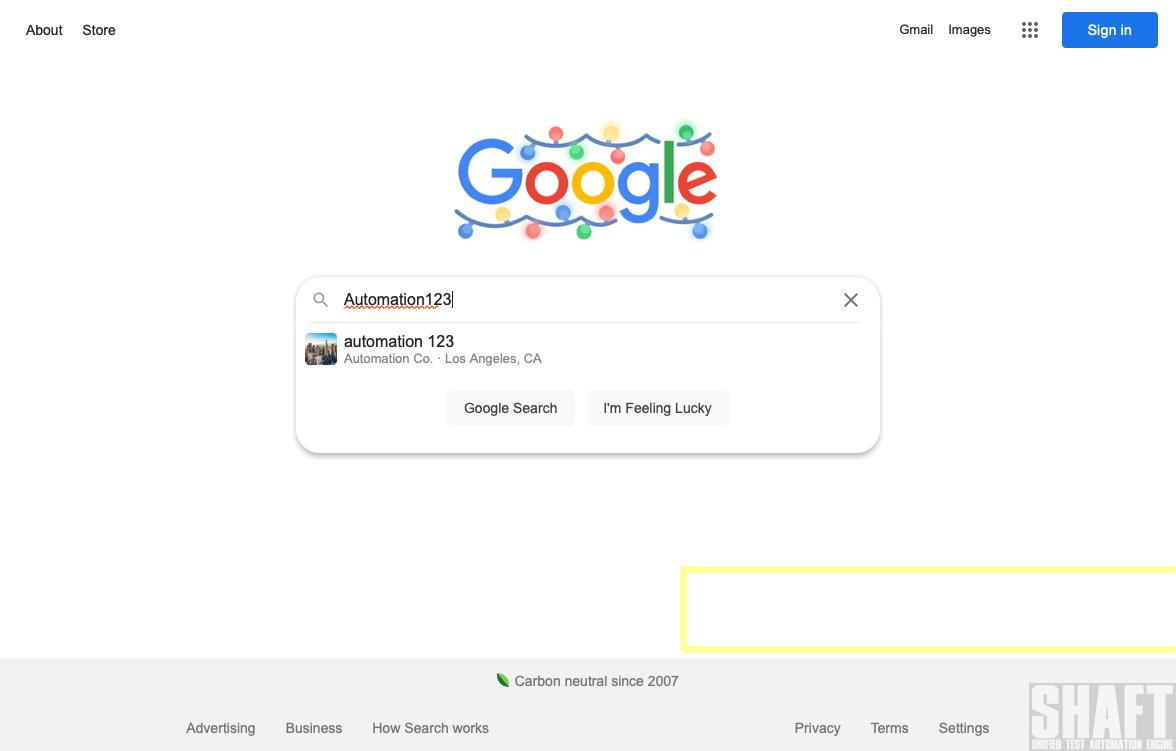 About Store Gmail Images Sign in
Google
Automation123
automation 123
Automation Co. · Los Angeles, CA
Google Search I'm Feeling Lucky
Carbon neutral since 2007
Advertising Business How Search works Privacy Terms Settings
SHAFT
UNIFIED TEST AUTOMATION ENGINE